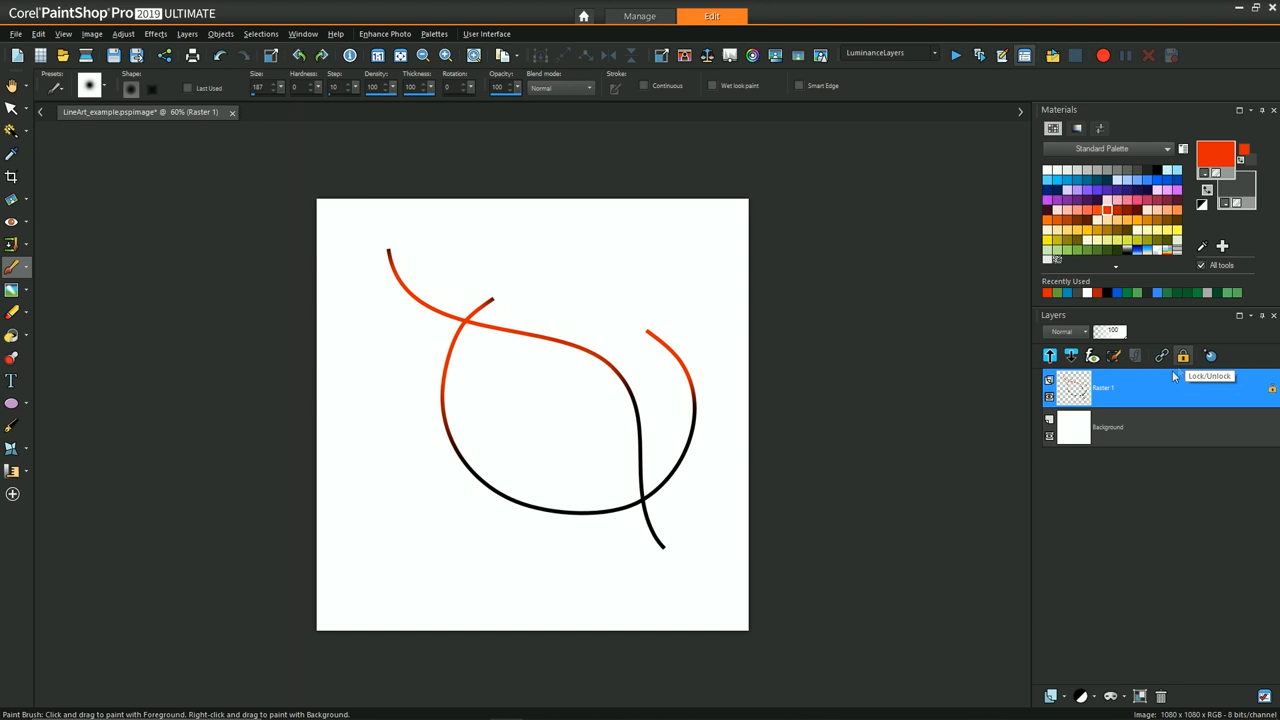 Corel® PaintShop® Pro 2019 ULTIMATE
Manage Edit
File Edit View Image Adjust Effects Layers Objects Selections Window Help Enhance Photo Palettes User Interface
LuminanceLayers
Presets: Shape: Last Used Size: 187 Hardness: 0 Step: 10 Density: 100 Thickness: 100 Rotation: 0 Opacity: 100 Blend mode: Normal Stroke: Continuous Wet look paint Smart Edge
LineArt_example.pspimage* @ 60% (Raster 1)
Materials
Standard Palette
All tools
Recently Used
Layers
Normal 100
Lock/Unlock
Raster 1
Background
Paint Brush: Click and drag to paint with Foreground. Right-click and drag to paint with Background.
Image: 1080 x 1080 x RGB - 8 bits/channel